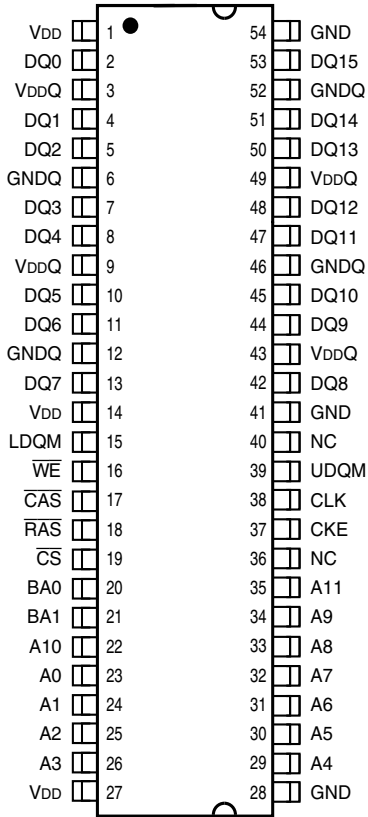 VDD 1 54 GND
DQ0 2 53 DQ15
VDDQ 3 52 GNDQ
DQ1 4 51 DQ14
DQ2 5 50 DQ13
GNDQ 6 49 VDDQ
DQ3 7 48 DQ12
DQ4 8 47 DQ11
VDDQ 9 46 GNDQ
DQ5 10 45 DQ10
DQ6 11 44 DQ9
GNDQ 12 43 VDDQ
DQ7 13 42 DQ8
VDD 14 41 GND
LDQM 15 40 NC
W̅E̅ 16 39 UDQM
C̅A̅S̅ 17 38 CLK
R̅A̅S̅ 18 37 CKE
C̅S̅ 19 36 NC
BA0 20 35 A11
BA1 21 34 A9
A10 22 33 A8
A0 23 32 A7
A1 24 31 A6
A2 25 30 A5
A3 26 29 A4
VDD 27 28 GND